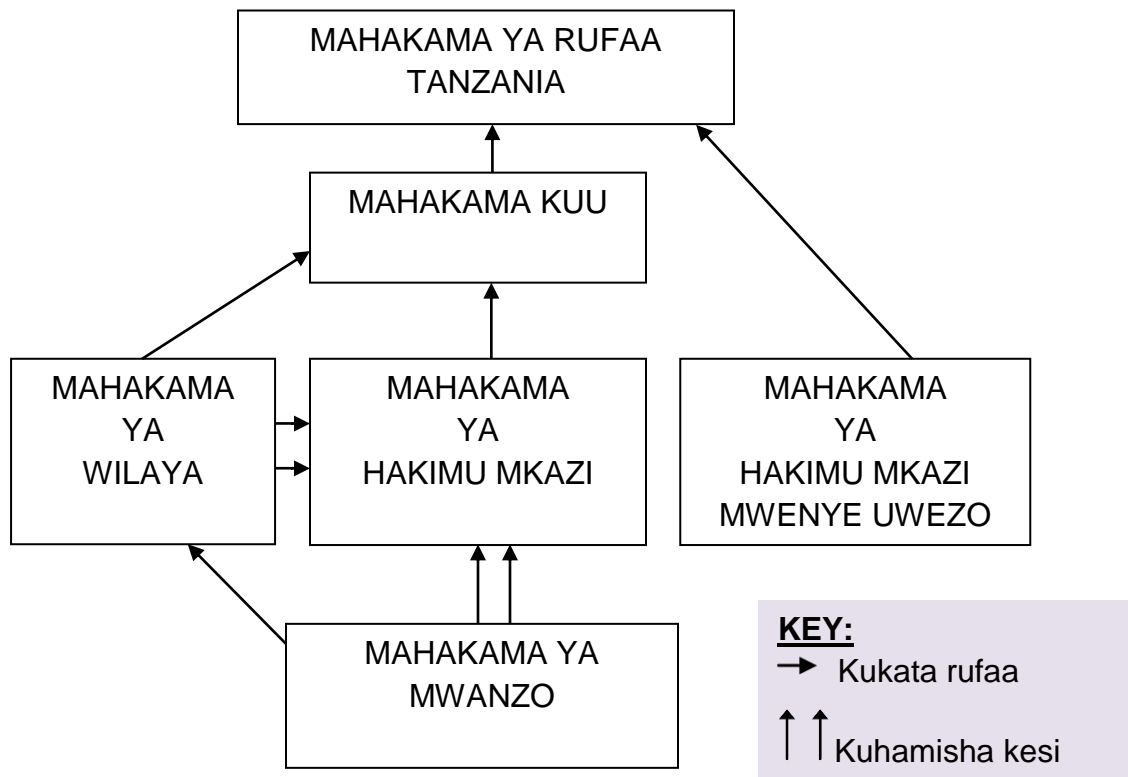 MAHAKAMA YA RUFAA
TANZANIA
MAHAKAMA KUU
MAHAKAMA
YA
WILAYA
MAHAKAMA
YA
HAKIMU MKAZI
MAHAKAMA
YA
HAKIMU MKAZI
MWENYE UWEZO
MAHAKAMA YA
MWANZO
KEY:
Kukata rufaa
Kuhamisha kesi